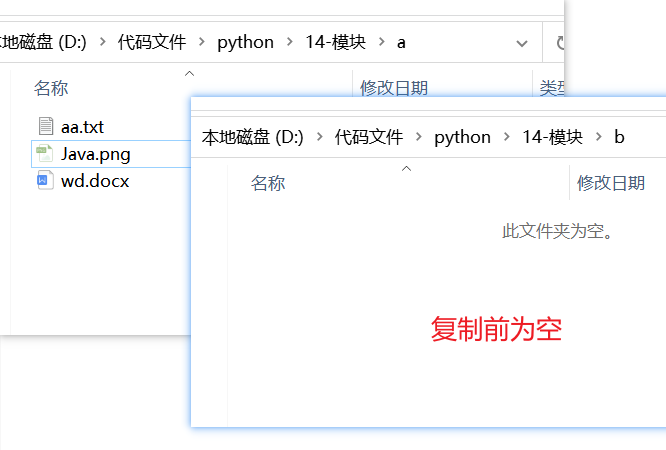 本地磁盘 (D:) > 代码文件 > python > 14-模块 > a
名称 修改日期 类型
aa.txt
Java.png
wd.docx
本地磁盘 (D:) > 代码文件 > python > 14-模块 > b
名称 修改日期
此文件夹为空。
复制前为空